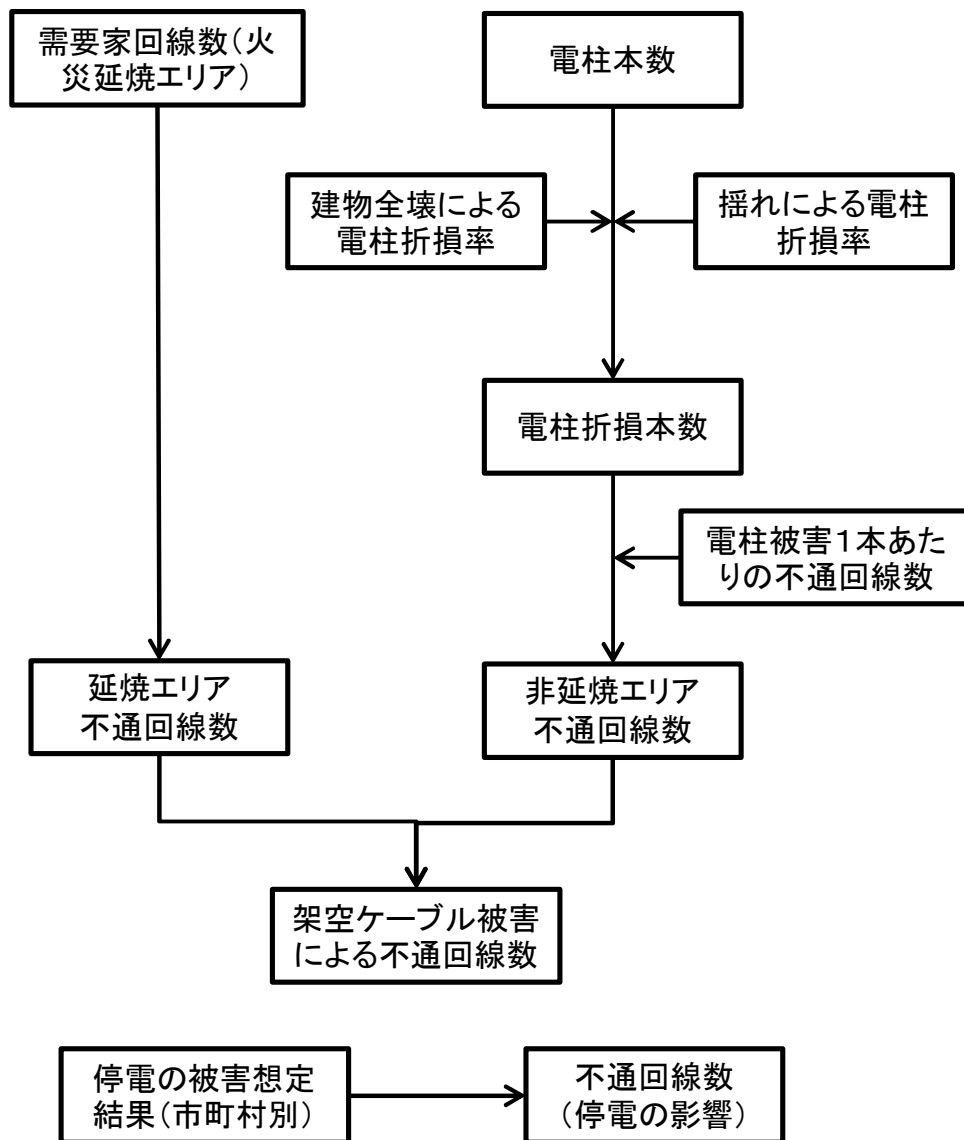 需要家回線数(火
災延焼エリア)
電柱本数
建物全壊による
電柱折損率
揺れによる電柱
折損率
電柱折損本数
電柱被害１本あた
りの不通回線数
延焼エリア
不通回線数
非延焼エリア
不通回線数
架空ケーブル被害
による不通回線数
停電の被害想定
結果(市町村別)
不通回線数
(停電の影響)